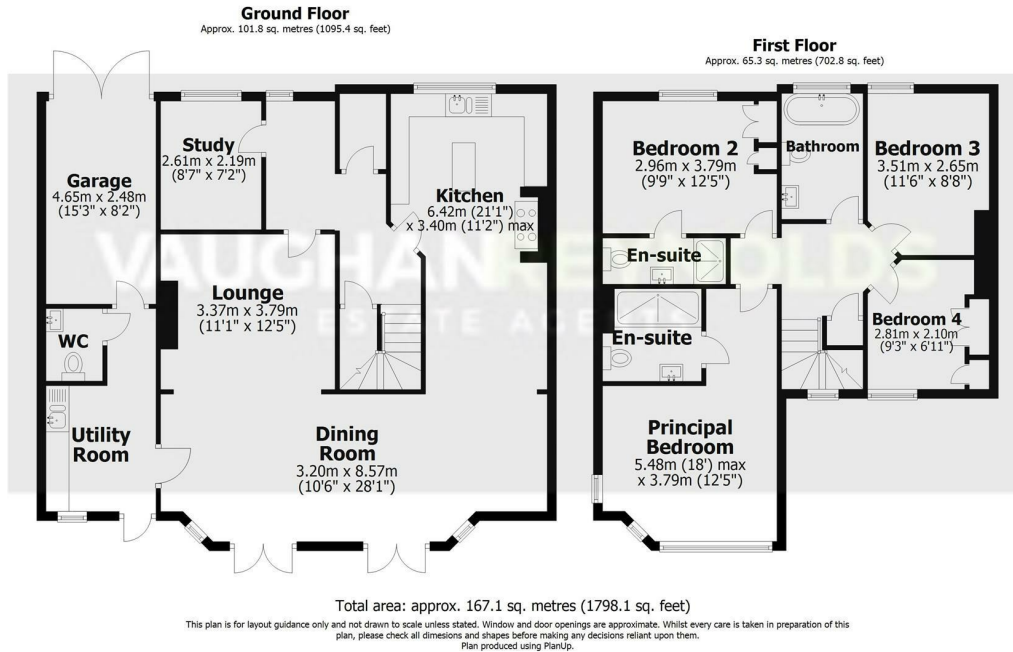 Ground Floor
Approx. 101.8 sq. metres (1095.4 sq. feet)
First Floor
Approx. 65.3 sq. metres (702.8 sq. feet)
Study
2.61m x 2.19m
(8'7" x 7'2")
Garage
4.65m x 2.48m
(15'3" x 8'2")
Kitchen
6.42m (21'1")
x 3.40m (11'2") max
Lounge
3.37m x 3.79m
(11'1" x 12'5")
WC
Utility
Room
Dining
Room
3.20m x 8.57m
(10'6" x 28'1")
Bedroom 2
2.96m x 3.79m
(9'9" x 12'5")
Bathroom
Bedroom 3
3.51m x 2.65m
(11'6" x 8'8")
En-suite
En-suite
Bedroom 4
2.81m x 2.10m
(9'3" x 6'11")
Principal
Bedroom
5.48m (18') max
x 3.79m (12'5")
VAUGHANREYNOLDS
ESTATE AGENTS
Total area: approx. 167.1 sq. metres (1798.1 sq. feet)
This plan is for layout guidance only and not drawn to scale unless stated. Window and door openings are approximate. Whilst every care is taken in preparation of this
plan, please check all dimesions and shapes before making any decisions reliant upon them.
Plan produced using PlanUp.